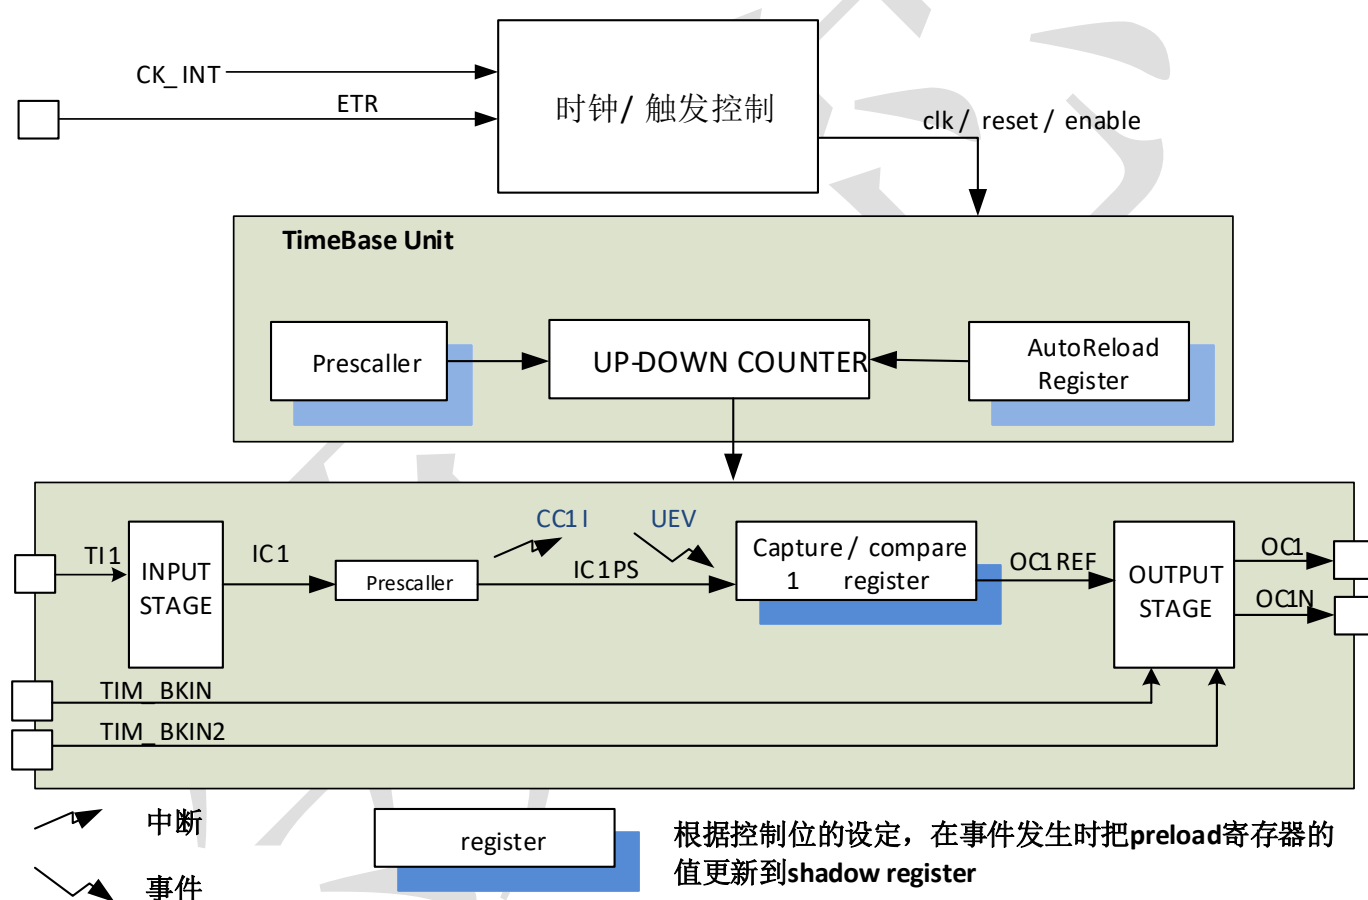 CK_INT
ETR
时钟/ 触发控制
clk / reset / enable
TimeBase Unit
Prescaller
UP-DOWN COUNTER
AutoReload
Register
CC1I
UEV
TI1
INPUT
STAGE
IC1
Prescaller
IC1PS
Capture / compare
1 register
OC1REF
OUTPUT
STAGE
OC1
OC1N
TIM_BKIN
TIM_BKIN2
中断
事件
register
根据控制位的设定，在事件发生时把preload寄存器的
值更新到shadow register